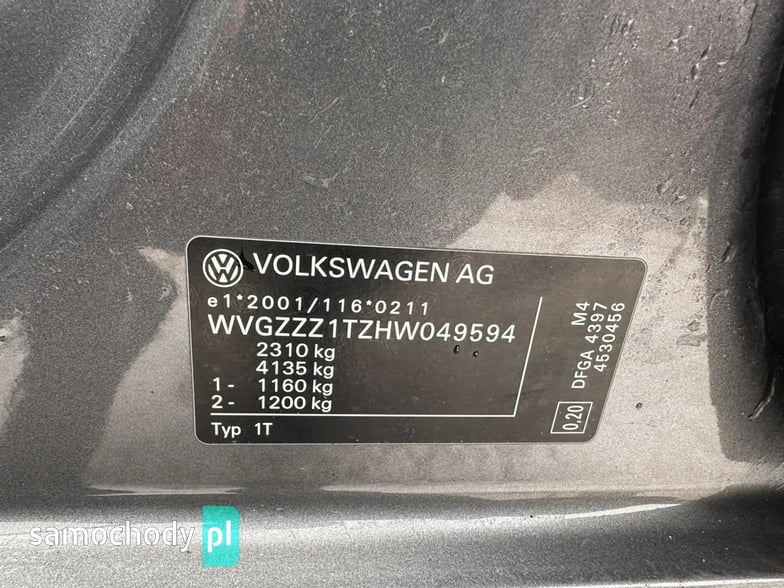 VOLKSWAGEN AG
e1*2001/116*0211
WVGZZZ1TZHW049594
2310 kg
4135 kg
1- 1160 kg
2- 1200 kg
Typ 1T
M4
DFGA 4397
4530456
0.20
samochody pl